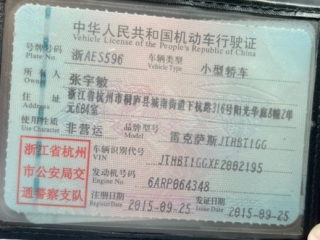 中华人民共和国机动车行驶证
Vehicle License of the People's Republic of China
号牌号码 浙AES596 车辆类型 小型轿车
Plate No. Vehicle Type
所有人 张宇敏
Owner
住址 浙江省杭州市桐庐县城南街道下杭路316号阳光华庭8幢2单
元604室
使用性质 非营运 品牌型号 雷克萨斯JTHBT1GG
Use Character Model
浙江省杭州
市公安局交
通警察支队
车辆识别代号 JTHBT1GGXF2002195
VIN
发动机号码 6ARP064348
Engine No.
注册日期 2015-09-25 发证日期 2015-09-25
Register Date Issue Date